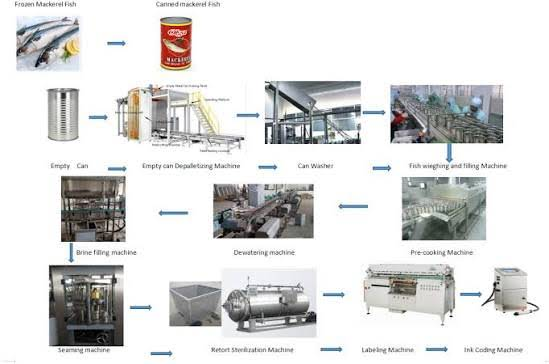 Frozen Mackerel Fish
Canned mackerel Fish
MACKEREL
Empty Can
Empty can Depalletizing Machine
Can Washer
Fish wieghing and filling Machine
Brine filling machine
Dewatering machine
Pre-cooking Machine
Seaming machine
Retort Sterilization Machine
Labeling Machine
Ink Coding Machine